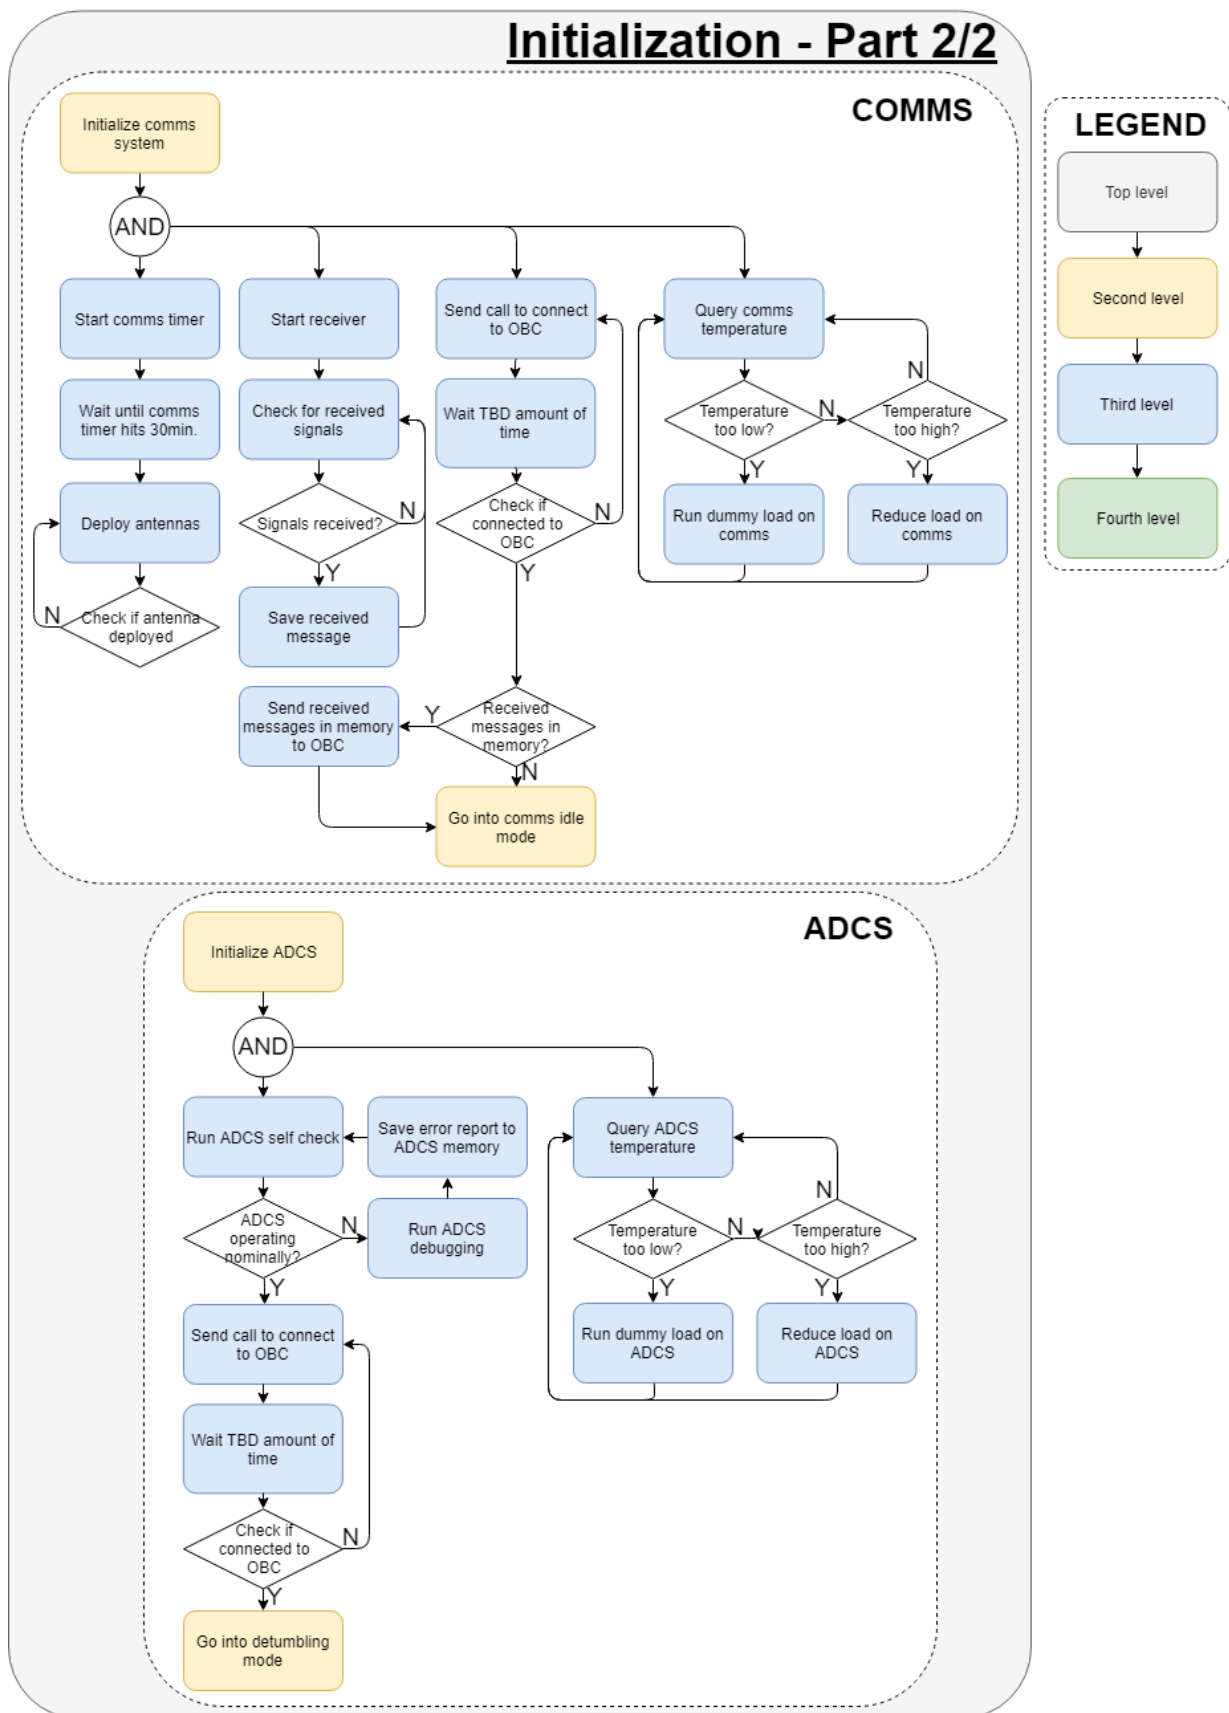 Initialization - Part 2/2
COMMS
Initialize comms
system
AND
Start comms timer
Start receiver
Send call to connect
to OBC
Query comms
temperature
Wait until comms
timer hits 30min.
Check for received
signals
Wait TBD amount of
time
Temperature
too low?
N
Temperature
too high?
N
Y
Y
Deploy antennas
Signals received?
N
Check if
connected to
OBC
N
Run dummy load on
comms
Reduce load on
comms
Y
Y
N
Check if antenna
deployed
Save received
message
Send received
messages in memory
to OBC
Y
Received
messages in
memory?
N
Go into comms idle
mode
LEGEND
Top level
Second level
Third level
Fourth level
ADCS
Initialize ADCS
AND
Run ADCS self check
Save error report to
ADCS memory
Query ADCS
temperature
ADCS
operating
nominally?
N
Run ADCS
debugging
Temperature
too low?
N
Temperature
too high?
N
Y
Y
Y
Send call to connect
to OBC
Run dummy load on
ADCS
Reduce load on
ADCS
Wait TBD amount of
time
Check if
connected to
OBC
N
Y
Go into detumbling
mode